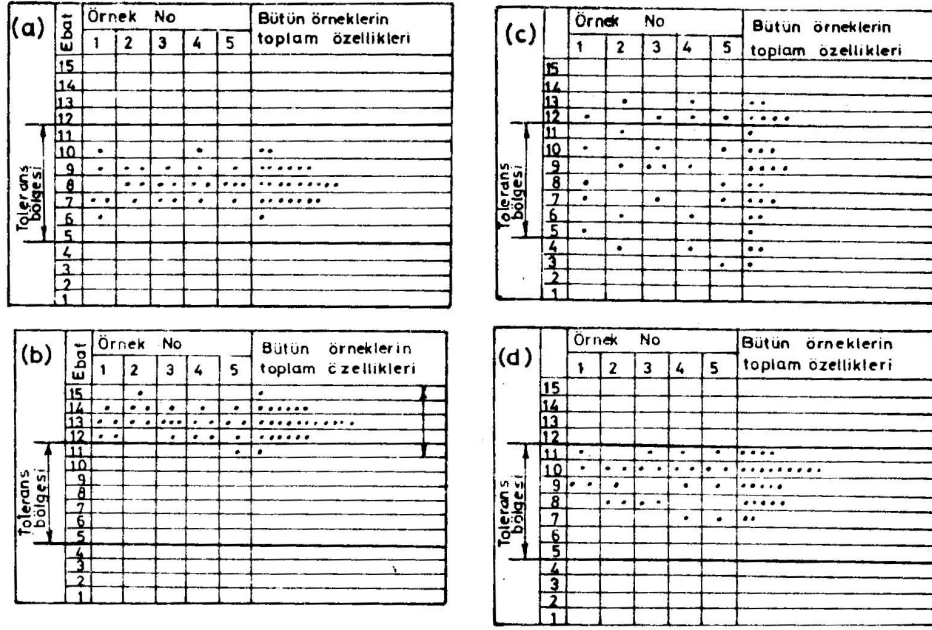 (a)
Ebat
Örnek No
Bütün örneklerin
toplam özellikleri
1 2 3 4 5
15
14
13
12
11
10
9
8
7
6
5
4
3
2
1
Tolerans
bölgesi
(c)
Örnek No
Bütün örneklerin
toplam özellikleri
1 2 3 4 5
15
14
13
12
11
10
9
8
7
6
5
4
3
2
1
Tolerans
bölgesi
(b)
Ebat
Örnek No
Bütün örneklerin
toplam özellikleri
1 2 3 4 5
15
14
13
12
11
10
9
8
7
6
5
4
3
2
1
Tolerans
bölgesi
(d)
Örnek No
Bütün örneklerin
toplam özellikleri
1 2 3 4 5
15
14
13
12
11
10
9
8
7
6
5
4
3
2
1
Tolerans
bölgesi